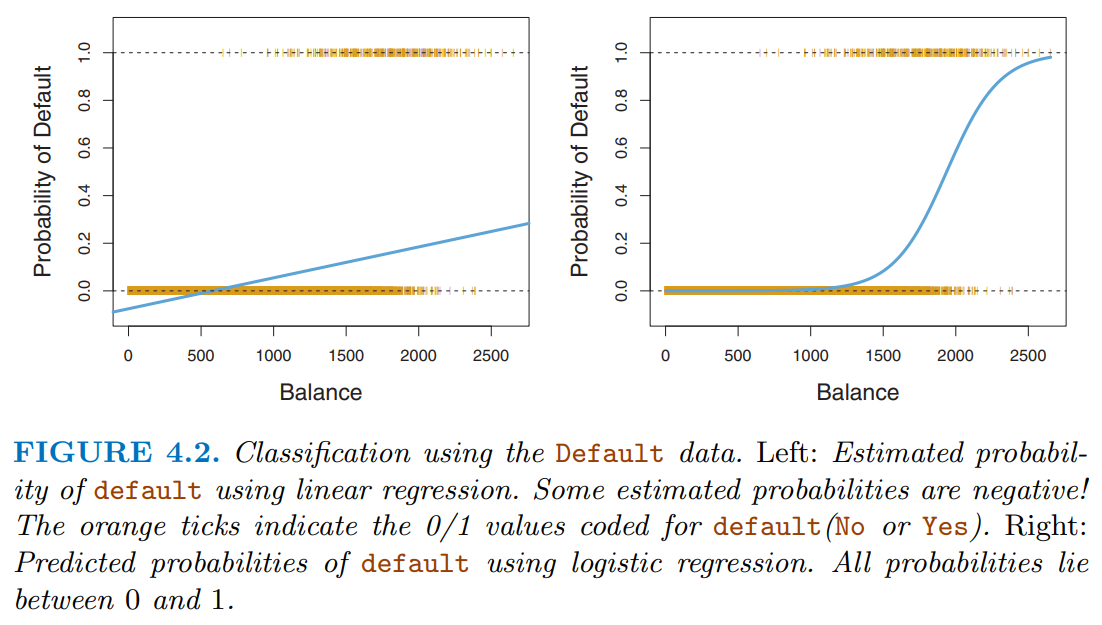 1.0
0.8
0.6
0.4
0.2
0.0
Probability of Default
0 500 1000 1500 2000 2500
Balance
1.0
0.8
0.6
0.4
0.2
0.0
Probability of Default
0 500 1000 1500 2000 2500
Balance
FIGURE 4.2. Classification using the Default data. Left: Estimated probabil-
ity of default using linear regression. Some estimated probabilities are negative!
The orange ticks indicate the 0/1 values coded for default(No or Yes). Right:
Predicted probabilities of default using logistic regression. All probabilities lie
between 0 and 1.